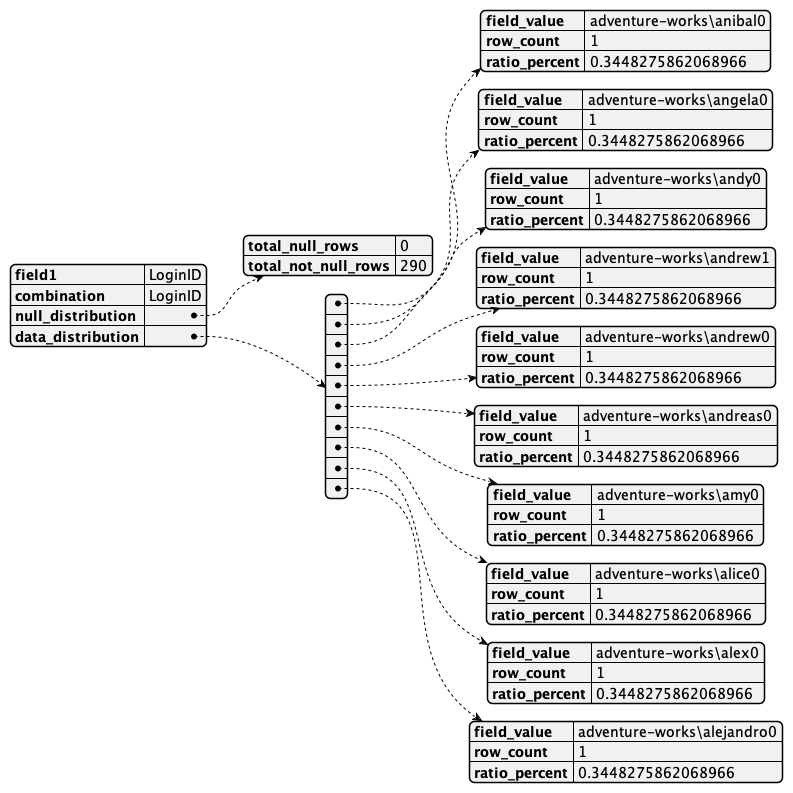 field1 LoginID
combination LoginID
null_distribution
data_distribution
total_null_rows 0
total_not_null_rows 290
field_value adventure-works\anibal0
row_count 1
ratio_percent 0.3448275862068966
field_value adventure-works\angela0
row_count 1
ratio_percent 0.3448275862068966
field_value adventure-works\andy0
row_count 1
ratio_percent 0.3448275862068966
field_value adventure-works\andrew1
row_count 1
ratio_percent 0.3448275862068966
field_value adventure-works\andrew0
row_count 1
ratio_percent 0.3448275862068966
field_value adventure-works\andreas0
row_count 1
ratio_percent 0.3448275862068966
field_value adventure-works\amy0
row_count 1
ratio_percent 0.3448275862068966
field_value adventure-works\alice0
row_count 1
ratio_percent 0.3448275862068966
field_value adventure-works\alex0
row_count 1
ratio_percent 0.3448275862068966
field_value adventure-works\alejandro0
row_count 1
ratio_percent 0.3448275862068966